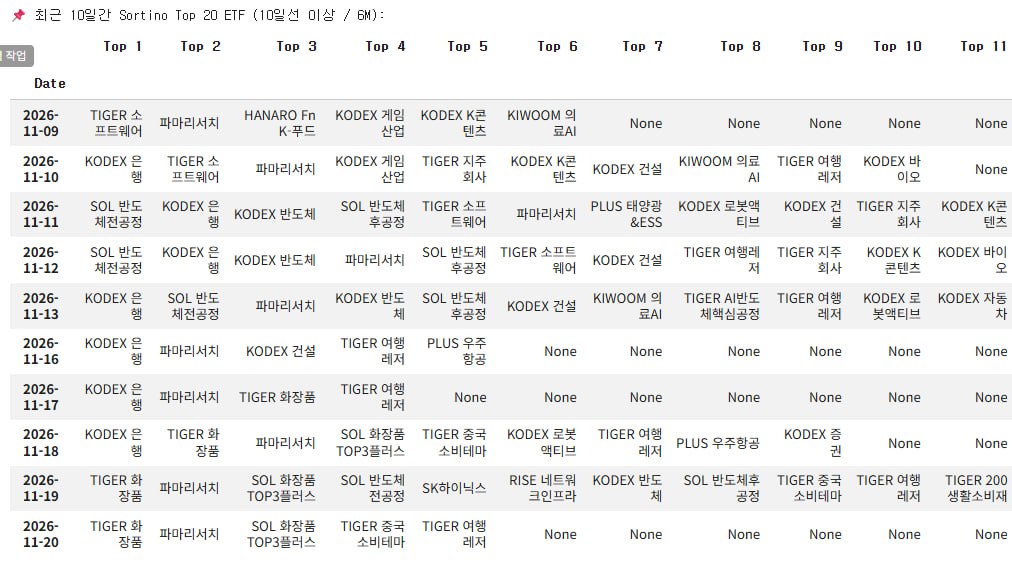 📌 최근 10일간 Sortino Top 20 ETF (10일선 이상 / 6M):
Top 1 Top 2 Top 3 Top 4 Top 5 Top 6 Top 7 Top 8 Top 9 Top 10 Top 11
작업
Date
2026-11-09 TIGER 소프트웨어 파마리서치 HANARO Fn K-푸드 KODEX 게임산업 KODEX K콘텐츠 KIWOOM 의료AI None None None None None
2026-11-10 KODEX 은행 TIGER 소프트웨어 파마리서치 KODEX 게임산업 TIGER 지주회사 KODEX K콘텐츠 KODEX 건설 KIWOOM 의료AI TIGER 여행레저 KODEX 바이오 None
2026-11-11 SOL 반도체전공정 KODEX 은행 KODEX 반도체 SOL 반도체후공정 TIGER 소프트웨어 파마리서치 PLUS 태양광&ESS KODEX 로봇액티브 KODEX 건설 TIGER 지주회사 KODEX K콘텐츠
2026-11-12 SOL 반도체전공정 KODEX 은행 KODEX 반도체 파마리서치 SOL 반도체후공정 TIGER 소프트웨어 KODEX 건설 TIGER 여행레저 TIGER 지주회사 KODEX K콘텐츠 KODEX 바이오
2026-11-13 KODEX 은행 SOL 반도체전공정 파마리서치 KODEX 반도체 SOL 반도체후공정 KODEX 건설 KIWOOM 의료AI TIGER AI반도체핵심공정 TIGER 여행레저 KODEX 로봇액티브 KODEX 자동차
2026-11-16 KODEX 은행 파마리서치 KODEX 건설 TIGER 여행레저 PLUS 우주항공 None None None None None None
2026-11-17 KODEX 은행 파마리서치 TIGER 화장품 TIGER 여행레저 None None None None None None None
2026-11-18 KODEX 은행 TIGER 화장품 파마리서치 SOL 화장품TOP3플러스 TIGER 중국소비테마 KODEX 로봇액티브 TIGER 여행레저 PLUS 우주항공 KODEX 증권 None None
2026-11-19 TIGER 화장품 파마리서치 SOL 화장품TOP3플러스 SOL 반도체전공정 SK하이닉스 RISE 네트워크인프라 KODEX 반도체 SOL 반도체후공정 TIGER 중국소비테마 TIGER 여행레저 TIGER 200 생활소비재
2026-11-20 TIGER 화장품 파마리서치 SOL 화장품TOP3플러스 TIGER 중국소비테마 TIGER 여행레저 None None None None None None